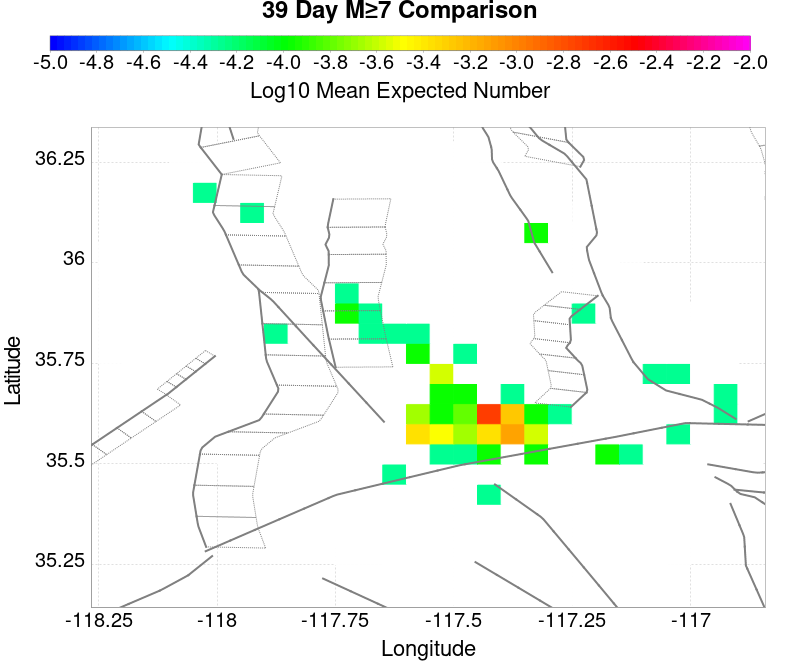 39 Day M≥7 Comparison
-5.0 -4.8 -4.6 -4.4 -4.2 -4.0 -3.8 -3.6 -3.4 -3.2 -3.0 -2.8 -2.6 -2.4 -2.2 -2.0
Log10 Mean Expected Number
36.25
36
35.75
35.5
35.25
Latitude
-118.25 -118 -117.75 -117.5 -117.25 -117
Longitude